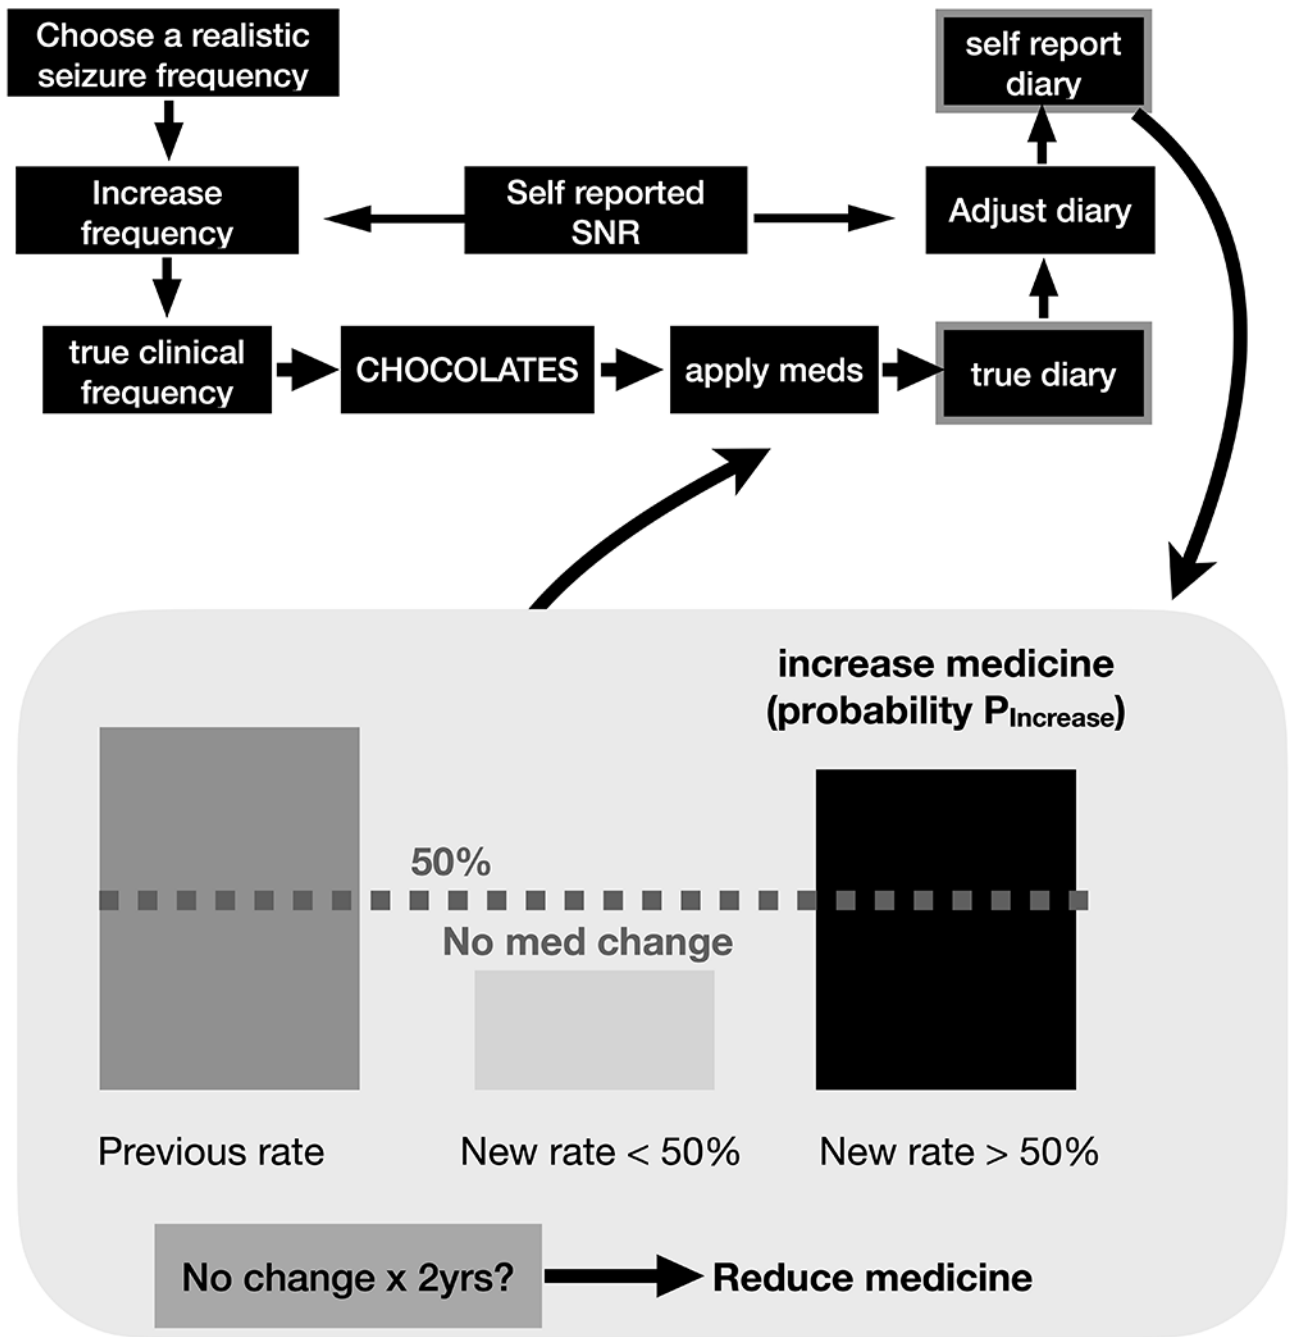 Choose a realistic
seizure frequency
self report
diary
Increase
frequency
Self reported
SNR
Adjust diary
true clinical
frequency
CHOCOLATES
apply meds
true diary
increase medicine
(probability PIncrease)
50%
No med change
Previous rate
New rate < 50%
New rate > 50%
No change x 2yrs?
Reduce medicine